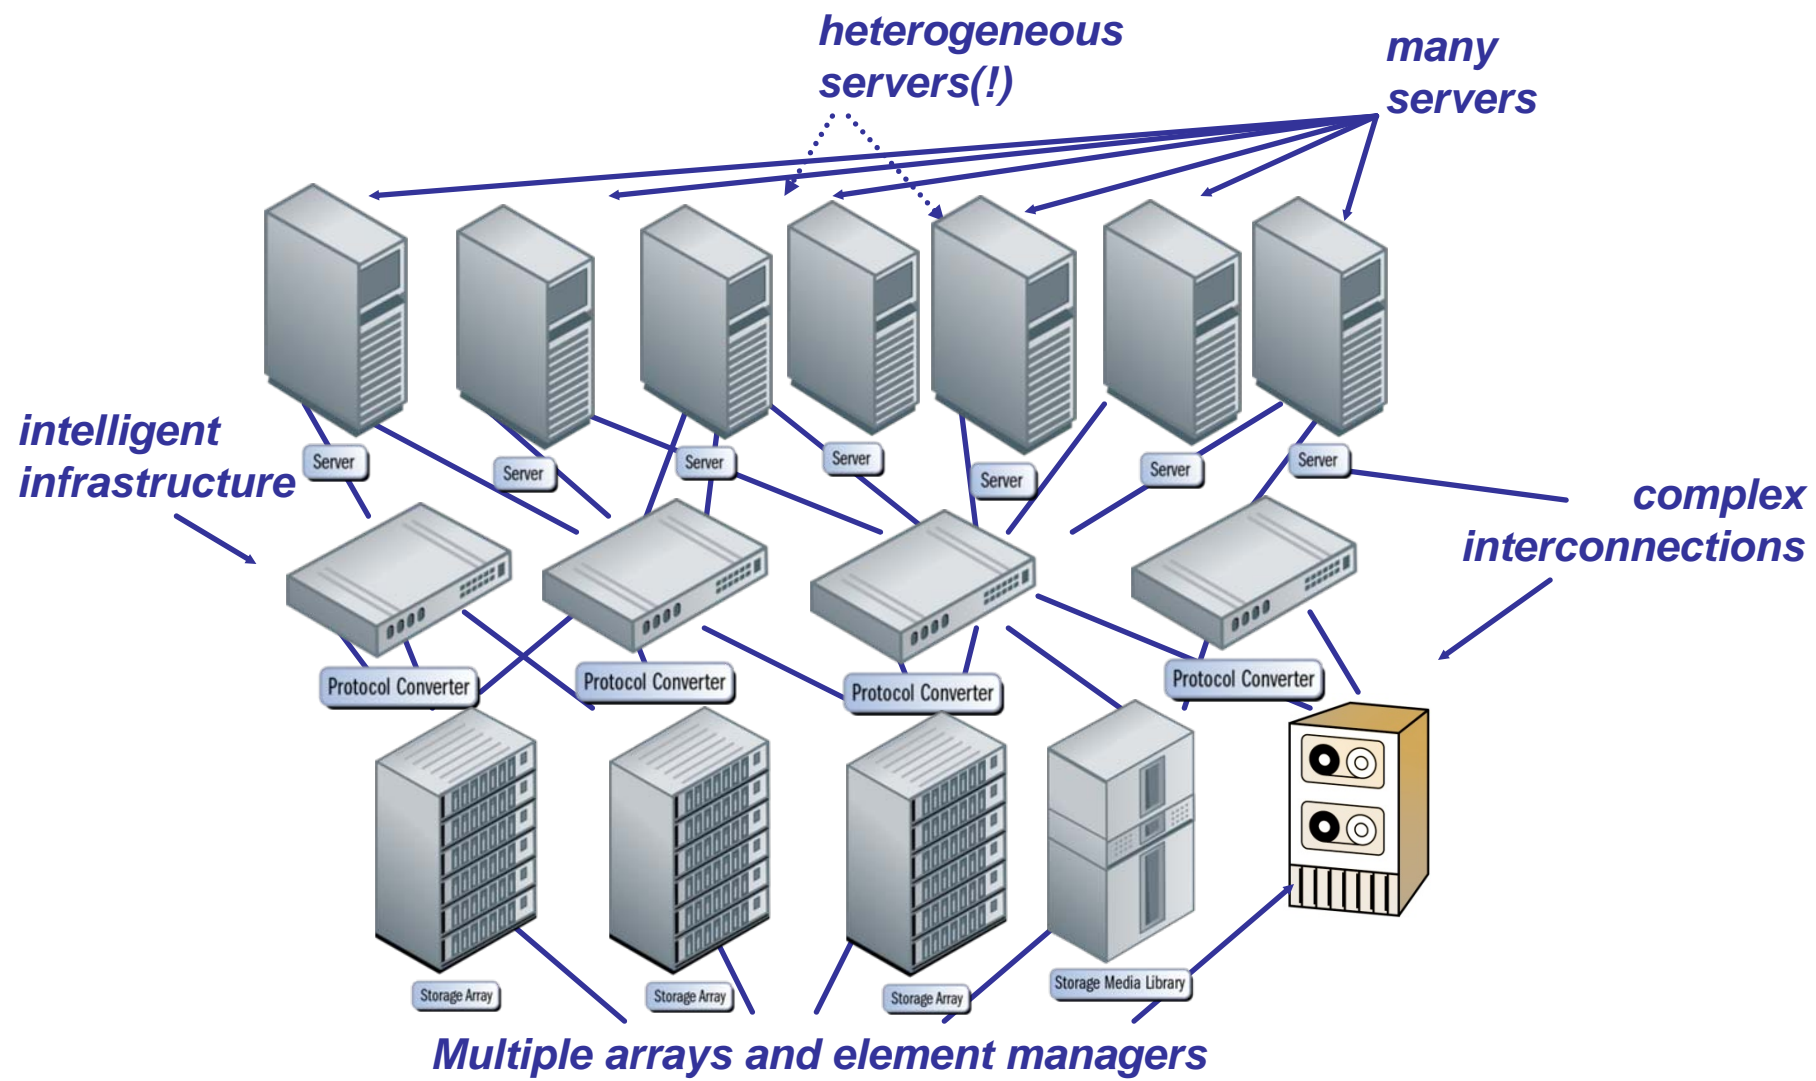 heterogeneous
servers(!)
many
servers
intelligent
infrastructure
Server
Server
Server
Server
Server
Server
Server
complex
interconnections
Protocol Converter
Protocol Converter
Protocol Converter
Protocol Converter
Storage Array
Storage Array
Storage Array
Storage Media Library
Multiple arrays and element managers